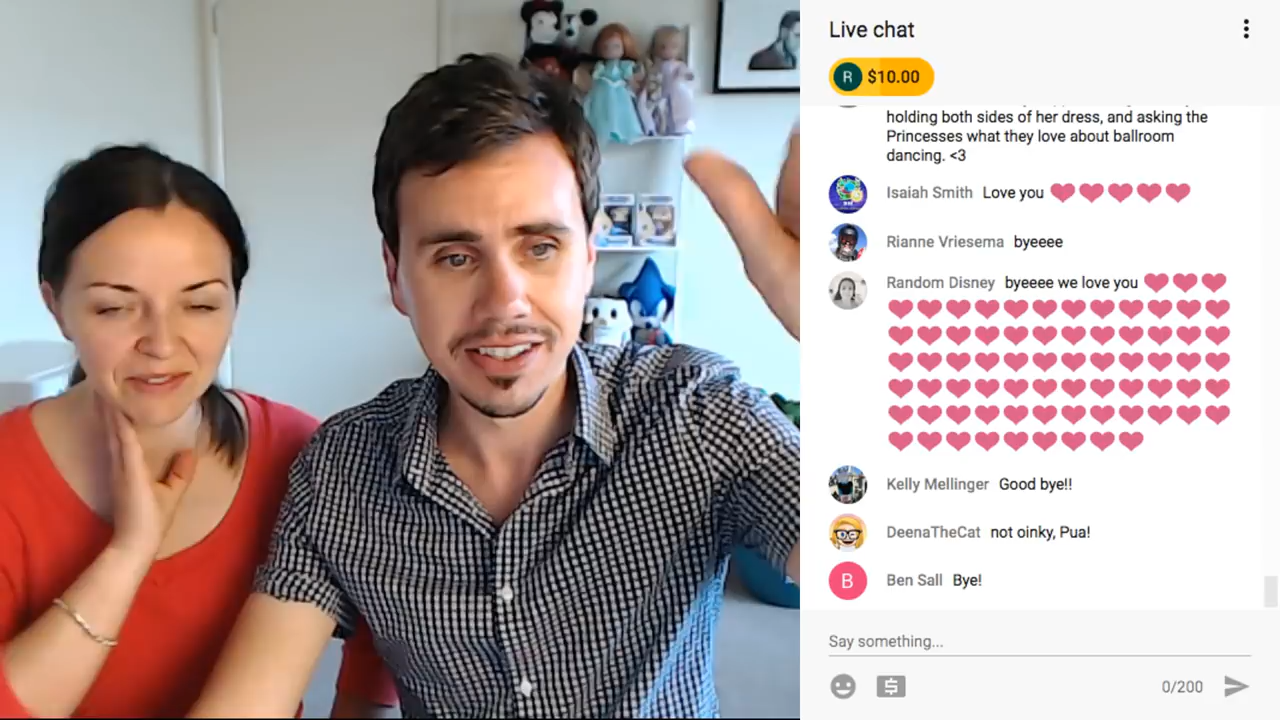 Live chat
R $10.00
holding both sides of her dress, and asking the
Princesses what they love about ballroom
dancing. <3
Isaiah Smith Love you
Rianne Vriesema byeeee
Random Disney byeeee we love you
Kelly Mellinger Good bye!!
DeenaTheCat not oinky, Pua!
B Ben Sall Bye!
Say something...
0/200